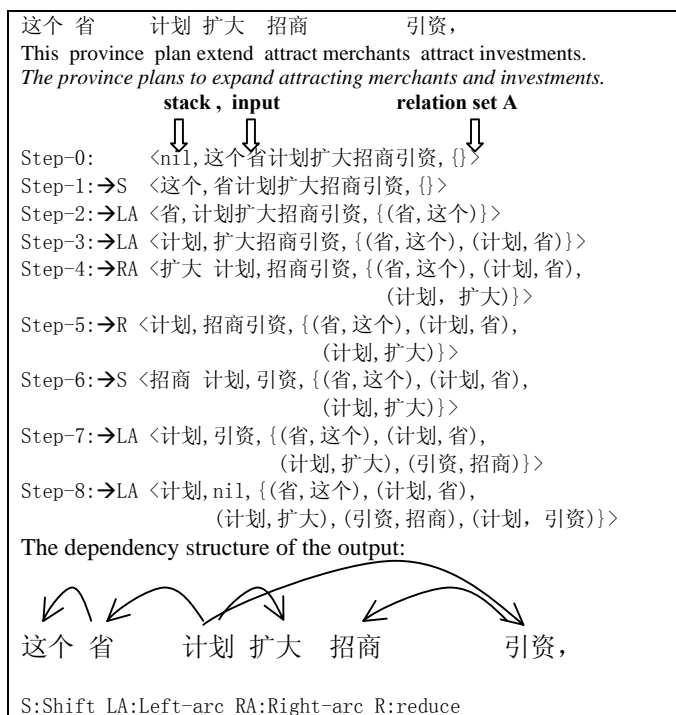 这个 省 计划 扩大 招商 引资,
This province plan extend attract merchants attract investments.
The province plans to expand attracting merchants and investments.
stack , input relation set A
Step-0: <nil,这个省计划扩大招商引资,{}>
Step-1:→S <这个,省计划扩大招商引资,{}>
Step-2:→LA <省,计划扩大招商引资,{(省,这个)}>
Step-3:→LA <计划,扩大招商引资,{(省,这个),(计划,省)}>
Step-4:→RA <扩大 计划,招商引资,{(省,这个),(计划,省),
(计划, 扩大)}>
Step-5:→R <计划,招商引资,{(省,这个),(计划,省),
(计划,扩大)}>
Step-6:→S <招商 计划,引资,{(省,这个),(计划,省),
(计划,扩大)}>
Step-7:→LA <计划,引资,{(省,这个),(计划,省),
(计划,扩大),(引资,招商)}>
Step-8:→LA <计划,nil,{(省,这个),(计划,省),
(计划,扩大),(引资,招商),(计划, 引资)}>
The dependency structure of the output:
这个 省 计划 扩大 招商 引资,
S:Shift LA:Left-arc RA:Right-arc R:reduce